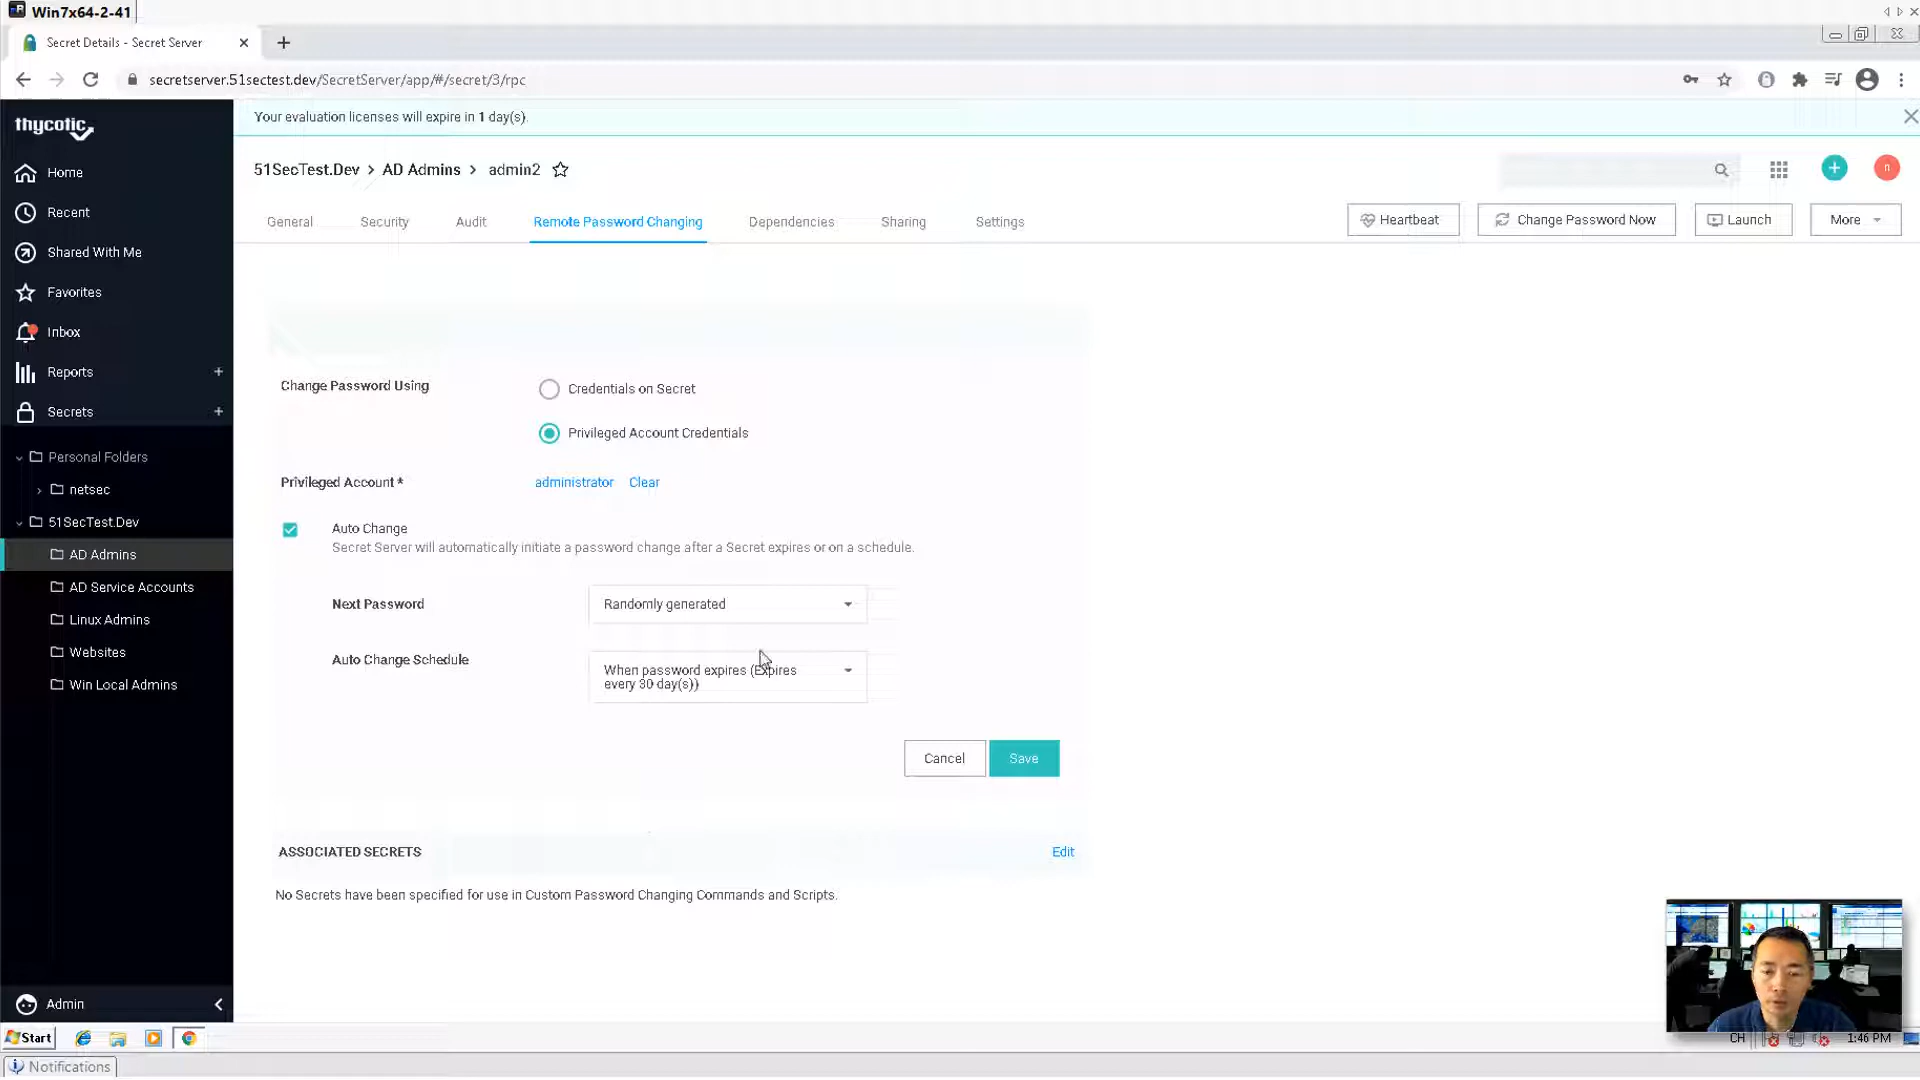 Win7x64-2-41
Secret Details - Secret Server
secretserver.51sectest.dev/SecretServer/app/#/secret/3/rpc
thycotic
Your evaluation licenses will expire in 1 day(s).
51SecTest.Dev > AD Admins > admin2
n
General
Security
Audit
Remote Password Changing
Dependencies
Sharing
Settings
Heartbeat
Change Password Now
Launch
More
Home
Recent
Shared With Me
Favorites
Inbox
Reports
Secrets
Personal Folders
netsec
51SecTest.Dev
AD Admins
AD Service Accounts
Linux Admins
Websites
Win Local Admins
Admin
Change Password Using
Credentials on Secret
Privileged Account Credentials
Privileged Account *
administrator
Clear
Auto Change
Secret Server will automatically initiate a password change after a Secret expires or on a schedule.
Next Password
Randomly generated
Auto Change Schedule
When password expires (Expires
every 30 day(s))
Cancel
Save
ASSOCIATED SECRETS
Edit
No Secrets have been specified for use in Custom Password Changing Commands and Scripts.
Start
CH
1:46 PM
Notifications